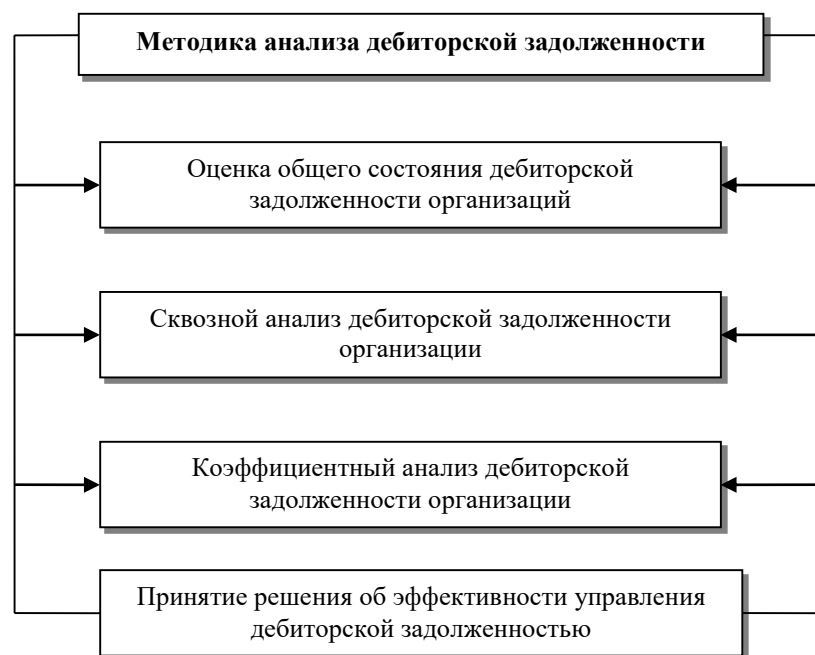 Методика анализа дебиторской задолженности
Оценка общего состояния дебиторской
задолженности организаций
Сквозной анализ дебиторской задолженности
организации
Коэффициентный анализ дебиторской
задолженности организации
Принятие решения об эффективности управления
дебиторской задолженностью